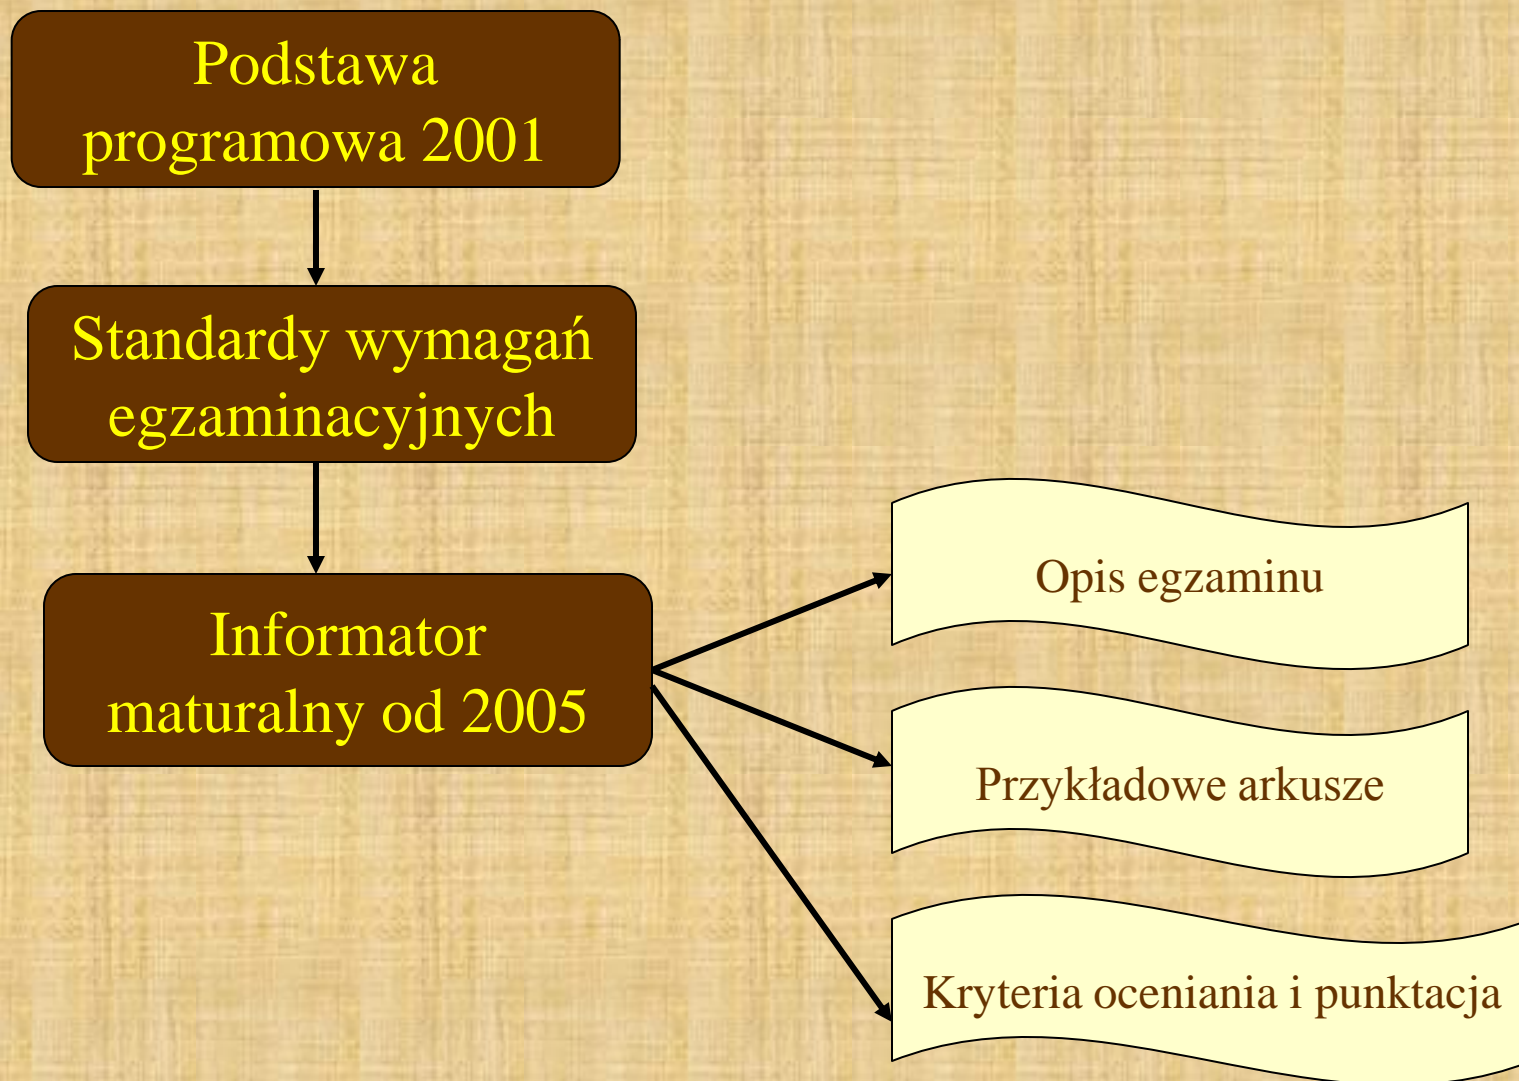 Podstawa
programowa 2001
Standardy wymagań
egzaminacyjnych
Informator
maturalny od 2005
Opis egzaminu
Przykładowe arkusze
Kryteria oceniania i punktacja